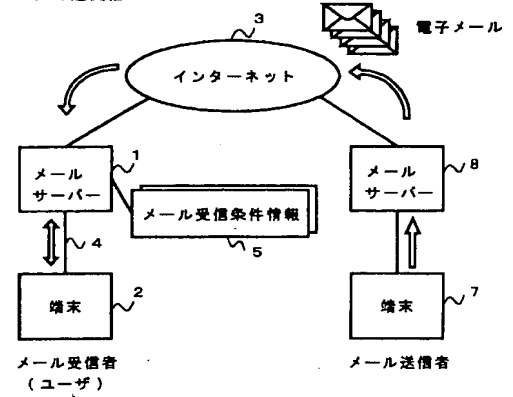 3
電子メール
インターネット
メール
サーバー
1
メール
サーバー
8
メール受信条件情報
4
5
端末
2
端末
7
メール受信者
(ユーザ)
メール送信者